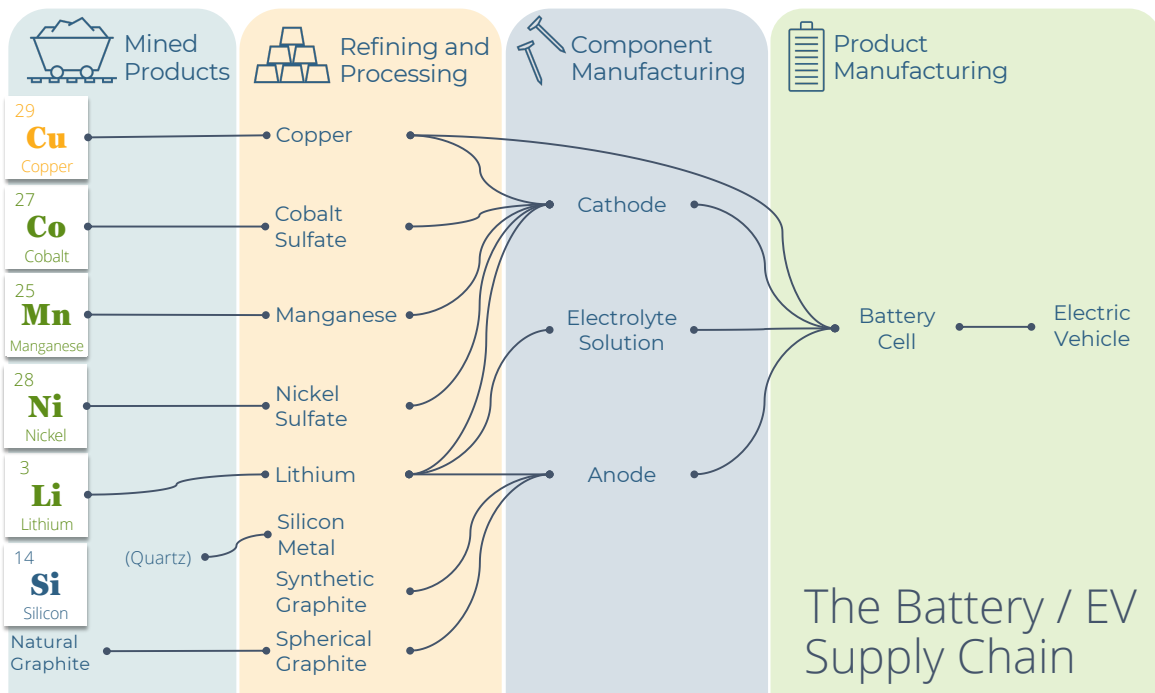 Mined
Products
Refining and
Processing
Component
Manufacturing
Product
Manufacturing
29
Cu
Copper
27
Co
Cobalt
25
Mn
Manganese
28
Ni
Nickel
3
Li
Lithium
14
Si
Silicon
(Quartz)
Natural
Graphite
Copper
Cobalt
Sulfate
Manganese
Nickel
Sulfate
Lithium
Silicon
Metal
Synthetic
Graphite
Spherical
Graphite
Cathode
Electrolyte
Solution
Anode
Battery
Cell
Electric
Vehicle
The Battery / EV
Supply Chain